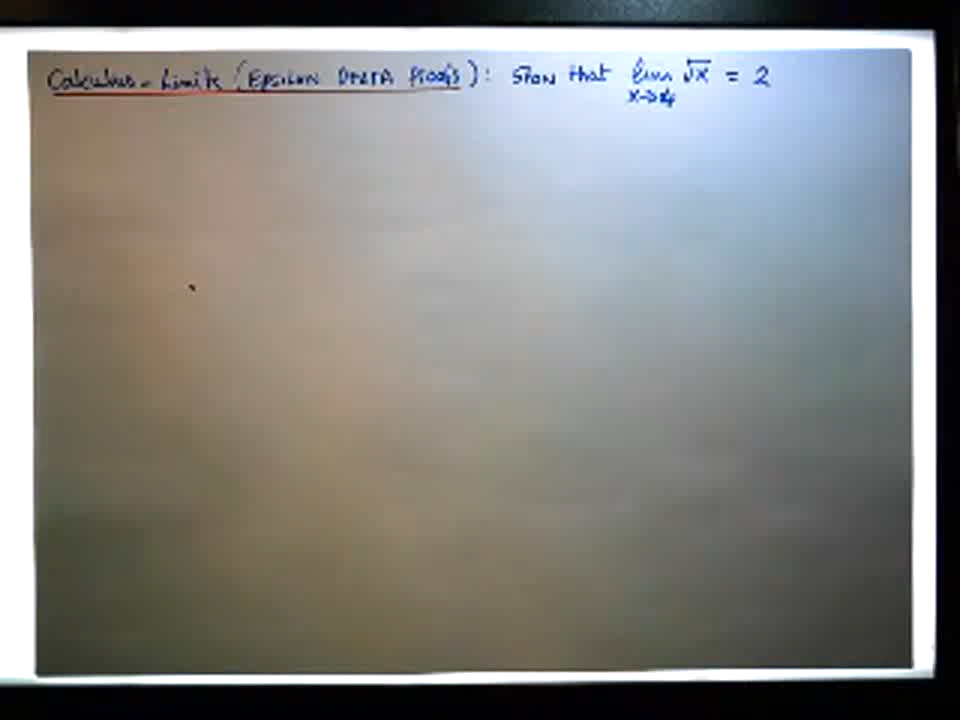 Calculus - Limits (EPSILON DELTA Proofs): Show that lim √x = 2
x→4